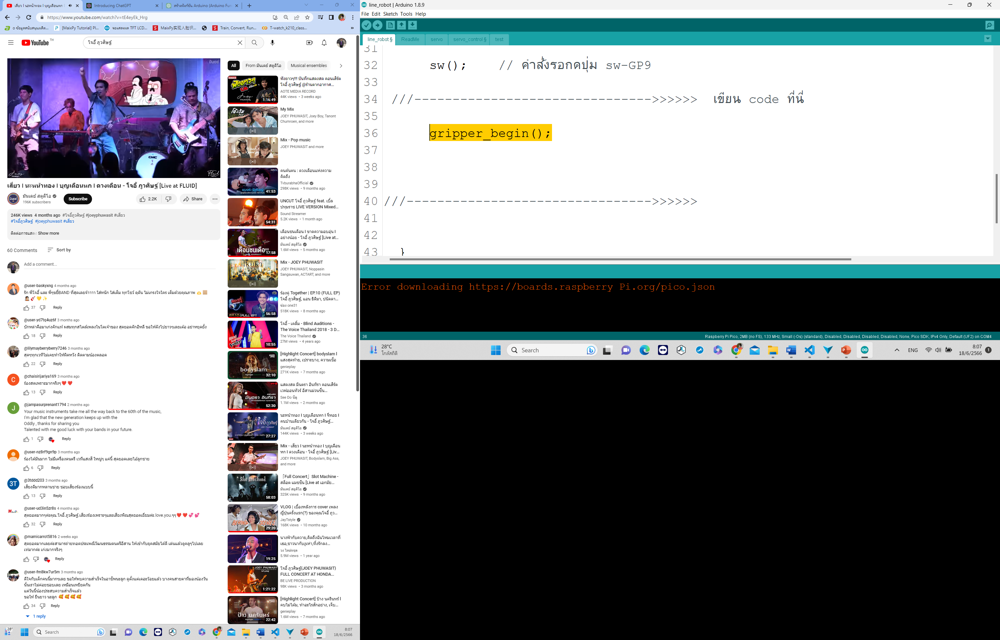 เสี่ยว I นะหน้าทอง I บุญเดือนหก I
Introducing ChatGPT
สร้างฟังก์ชัน Arduino (Arduino Fun
https://www.youtube.com/watch?v=tE4eyEk_Hrg
o ข้อมูลสนับสนุนผลิต...
[MaixPy Tutorial] Pl...
จอแสดงผล TFT LCD...
MaixPy实现人脸识...
Train, Convert, Run...
T-watch_k210_class...
YouTube TH
โจอี้ ภูวศิษฐ์
All
From มันเดย์ สตูดิโอ
Musical ensembles
เสี่ยว I นะหน้าทอง I บุญเดือนหก I ดวงเดือน - โจอี้ ภูวศิษฐ์ [Live at FLUID]
มันเดย์ สตูดิโอ
196K subscribers
Subscribe
2.2K
Share
246K views 4 months ago #โจอี้ภูวศิษฐ์ #joeyphuwasit #เสี่ยว
#โจอี้ภูวศิษฐ์ #joeyphuwasit #เสี่ยว
ติดต่อการแสดง Show more
60 Comments
Sort by
Add a comment...
@user-baskyxng 4 months ago
รัก พี่โจอี้ และ พี่ๆขยี้BAND ที่สุดเลยจ้าาาา ใส่หนัก ใส่เต็ม ทุกโชว์ ดุดัน ไม่เกรงใจใคร เต็มด้วยคุณภาพ
37 Reply
@user-yd7tq4uz6f 3 months ago
บักหล่าคือมาเก่งคักแท้ ผสมทุกสไตล์เพลงในโตเจ้าของ สุดยอดคักอิหลี ขอให้ดังไปยาวๆเลยเด้อ อย่าหยุดยั้ง
18 Reply
@lilymayberryberry7246 3 months ago
สุดๆทุกเวทีไม่เคยทำให้ผิดหวัง ติดตามน้องตลอด
22 Reply
@chaisirijariya169 3 months ago
ร้องสดเพราะมากจริงๆ
13 Reply
@jampasurprenant1794 2 months ago
Your music instruments take me all the way back to the 60th of the music,
I'm glad that the new generation keeps up with the
Oddly , thanks for sharing you
Talented with me good luck with your bands in your future.
1 Reply
@user-nz8rf9gn9p 3 months ago
ร้องได้มันมาก ไม่มีเครื่องดนตรี เวทีแสงสี ใหญ่ๆ แค่นี้ สุดยอดเลยไอ้ลูกชาย
6 Reply
@3tddd203 3 months ago
เสียงดีมากหลานชาย ชอบเสียงร้องแบบนี้
13 Reply
@user-ud3in5zr8s 4 months ago
สุดยอดมากๆค่ะคุณ.โจอี้.ภูวศิษฐ์.เสียงร้องเพราะๆและเสียงพิณสุดยอดเยี่ยมค่ะ.love.you.ๆๆ
32 Reply
@mamicarrot5816 2 weeks ago
สุดยอดมากเลยค่ะสามารถถ่ายทอดประเพณีวัฒนธรรมดนตรีอีสาน ให้เข้ากับยุคสมัยได้ดี เล่นแล้วดูคลูๆไปเลย
เท่มากค่ะ เก่งมากจริงๆ
Reply
@user-fm8kw7ur5m 3 months ago
ดีใจกับเด็กคนนี้มากๆเลย ขอให้พบความสำเร็จในอาชีพนะลูก ดูตั้งแต่เดอะว๊อยแล้ว บางคนสายตาที่มองน้องวัน
นั้นเราไม่ค่อยชอบเลย เหมือนเหยียดกัน
แต่วันนี้น้องประสบความสำเร็จแล้ว
ขอให้ ยืนยาว นะลูก
34 Reply
1 reply
ฟังยาวๆ!!! บันทึกแสดงสด คอนเสิร์ต
โจอี้ ภูวศิษฐ์ @ร้านตากอากาศ...
AOTE MEDIA RECORD
44K views • 3 weeks ago
1:16:49
My Mix
JOEY PHUWASIT, Joey Boy, Tanont
Chumroen, and more
Mix - Pop music
JOEY PHUWASIT and more
คนค้นฅน : ดวงเดือนแห่งความ
คิดถึง
TvburabhaOfficial
298K views • 9 months ago
41:53
UNCUT โจอี้ ภูวศิษฐ์ feat. เบิ้ล
ปทุมราช LIVE VERSION Mixed...
Sound Streamer
5.2K views • 1 month ago
54:31
เดือนชนเดือน I ขาดความอบอุ่น I
อย่างน้อย - โจอี้ ภูวศิษฐ์ [Live at...
มันเดย์ สตูดิโอ
1.6M views • 5 months ago
เดือนชนเดือน
17:58
Mix - JOEY PHUWASIT
JOEY PHUWASIT, Noppasin
Sangsuwan, ACTART, and more
ร้องคู่ Together | EP.10 (FULL EP)
โจอี้ ภูวศิษฐ์, แอน ธิติมา, ปนัดดา...
ช่อง one31
518K views • 8 months ago
EP.10 (FULL EP)
56:58
โจอี้ - เคลิ้ม - Blind Auditions -
The Voice Thailand 2018 - 3 D...
The Voice Thailand
27M views • 4 years ago
10:55
[Highlight Concert] bodyslam I
แสงสุดท้าย, เปราะบาง, ความเชื่อ
genieplay
271K views • 7 months ago
bodyslam
32:10
แสดงสด มีนตรา อินทิรา คอนเสิร์ต
เวฟออนทัวร์ อีสานม่วนชื่น...
See Do ซีดู
1.1M views • 2 months ago
มีนตรา อินทิรา
52:30
นะหน้าทอง I บุญเดือนหก I จี่หอย I
คนบ้านเดียวกัน - โจอี้ ภูวศิษฐ์...
มันเดย์ สตูดิโอ
144K views • 3 weeks ago
27:27
Mix - เสี่ยว I นะหน้าทอง I บุญเดือน
หก I ดวงเดือน - โจอี้ ภูวศิษฐ์ [Liv...
JOEY PHUWASIT, Bodyslam, Big Ass,
and more
「Full Concert」Slot Machine -
สล็อต แมชชีน [Live at เอกมัย...
มันเดย์ สตูดิโอ
325K views • 9 months ago
Slot Machine
58:03
VLOG | เบื้องหลังการ cover เพลง
ญี่ปุ่นครั้งแรก(?) ของคุณโจอี้ ภูว...
JayTstyle
168K views • 10 months ago
29:20
นางฟ้ากับควาย,คิดถึงฉันไหมเวลาที่
เธอ,ชาวนากับงูเห่า,ทิ้งรักลง...
วง ไหล่ทรุด
5.9M views • 1 year ago
19:25
โจอี้ ภูวศิษฐ์{JOEY PHUWASIT}
FULL CONCERT AT HONDA...
BE LIVE PRODUCTION
98K views • 3 months ago
1:21:22
[Highlight Concert] ป้าง นครินทร์ I
คบไม่ได้ม, ทำอะไรสักอย่าง, เจ็บ...
genieplay
1.6M views • 7 months ago
ป้าง นครินทร์
22:42
28°
Search
8:07
18/6/2566
line_robot | Arduino 1.8.9
File Edit Sketch Tools Help
line_robot § ReadMe servo servo_control § test
31
32 sw(); // คำสั่งรอกดปุ่ม sw-GP9
33
34 ///------------------------------->>>>>> เขียน code ที่นี่
35
36 gripper_begin();
37
38
39
40 ///-------------------------------->>>>>>
41
42
43 }
Error downloading https://boards.raspberry Pi.org/pico.json
36
Raspberry Pi Pico, 2MB (no FS), 133 MHz, Small (-Os) (standard), Disabled, Disabled, Disabled, Disabled, None, Pico SDK, IPv4 Only, Default (UF2) on COM4
28°C
ใกล้สถิติ
Search
ENG
8:07
18/6/2566
1